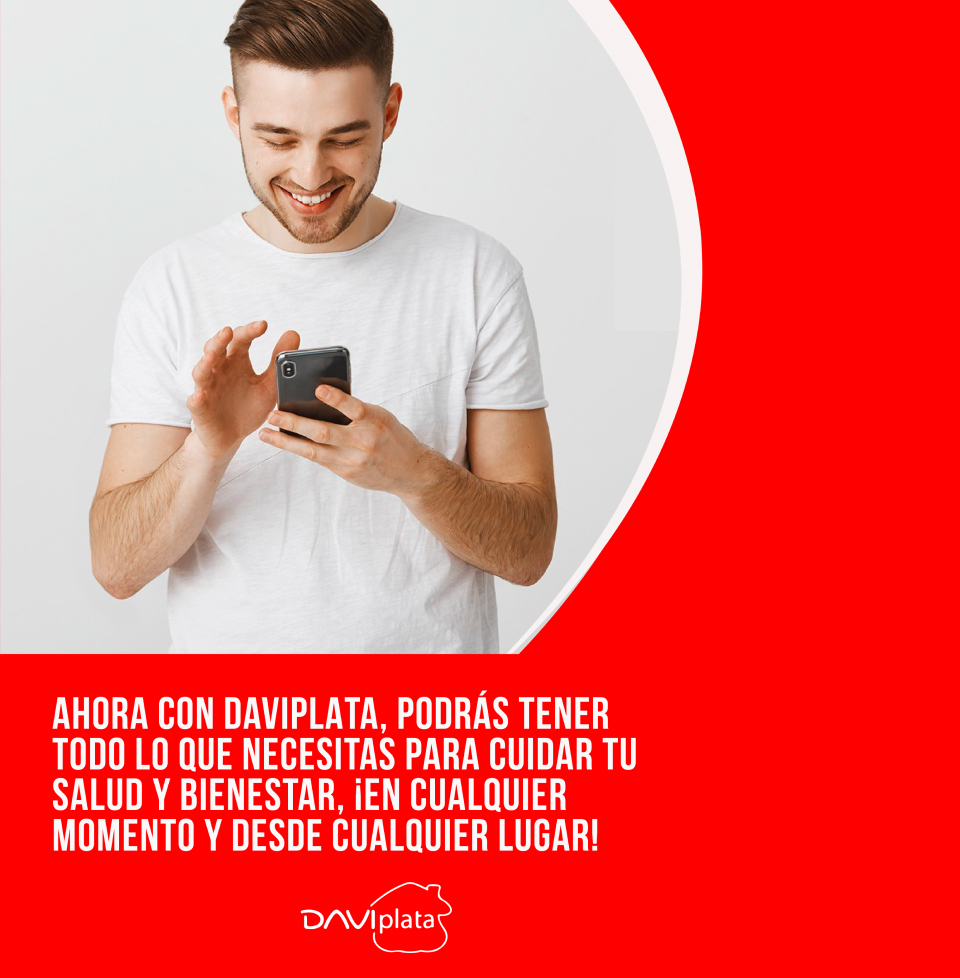 AHORA CON DAVIPLATA, PODRÁS TENER
TODO LO QUE NECESITAS PARA CUIDAR TU
SALUD Y BIENESTAR, ¡EN CUALQUIER
MOMENTO Y DESDE CUALQUIER LUGAR!
DAVIplata